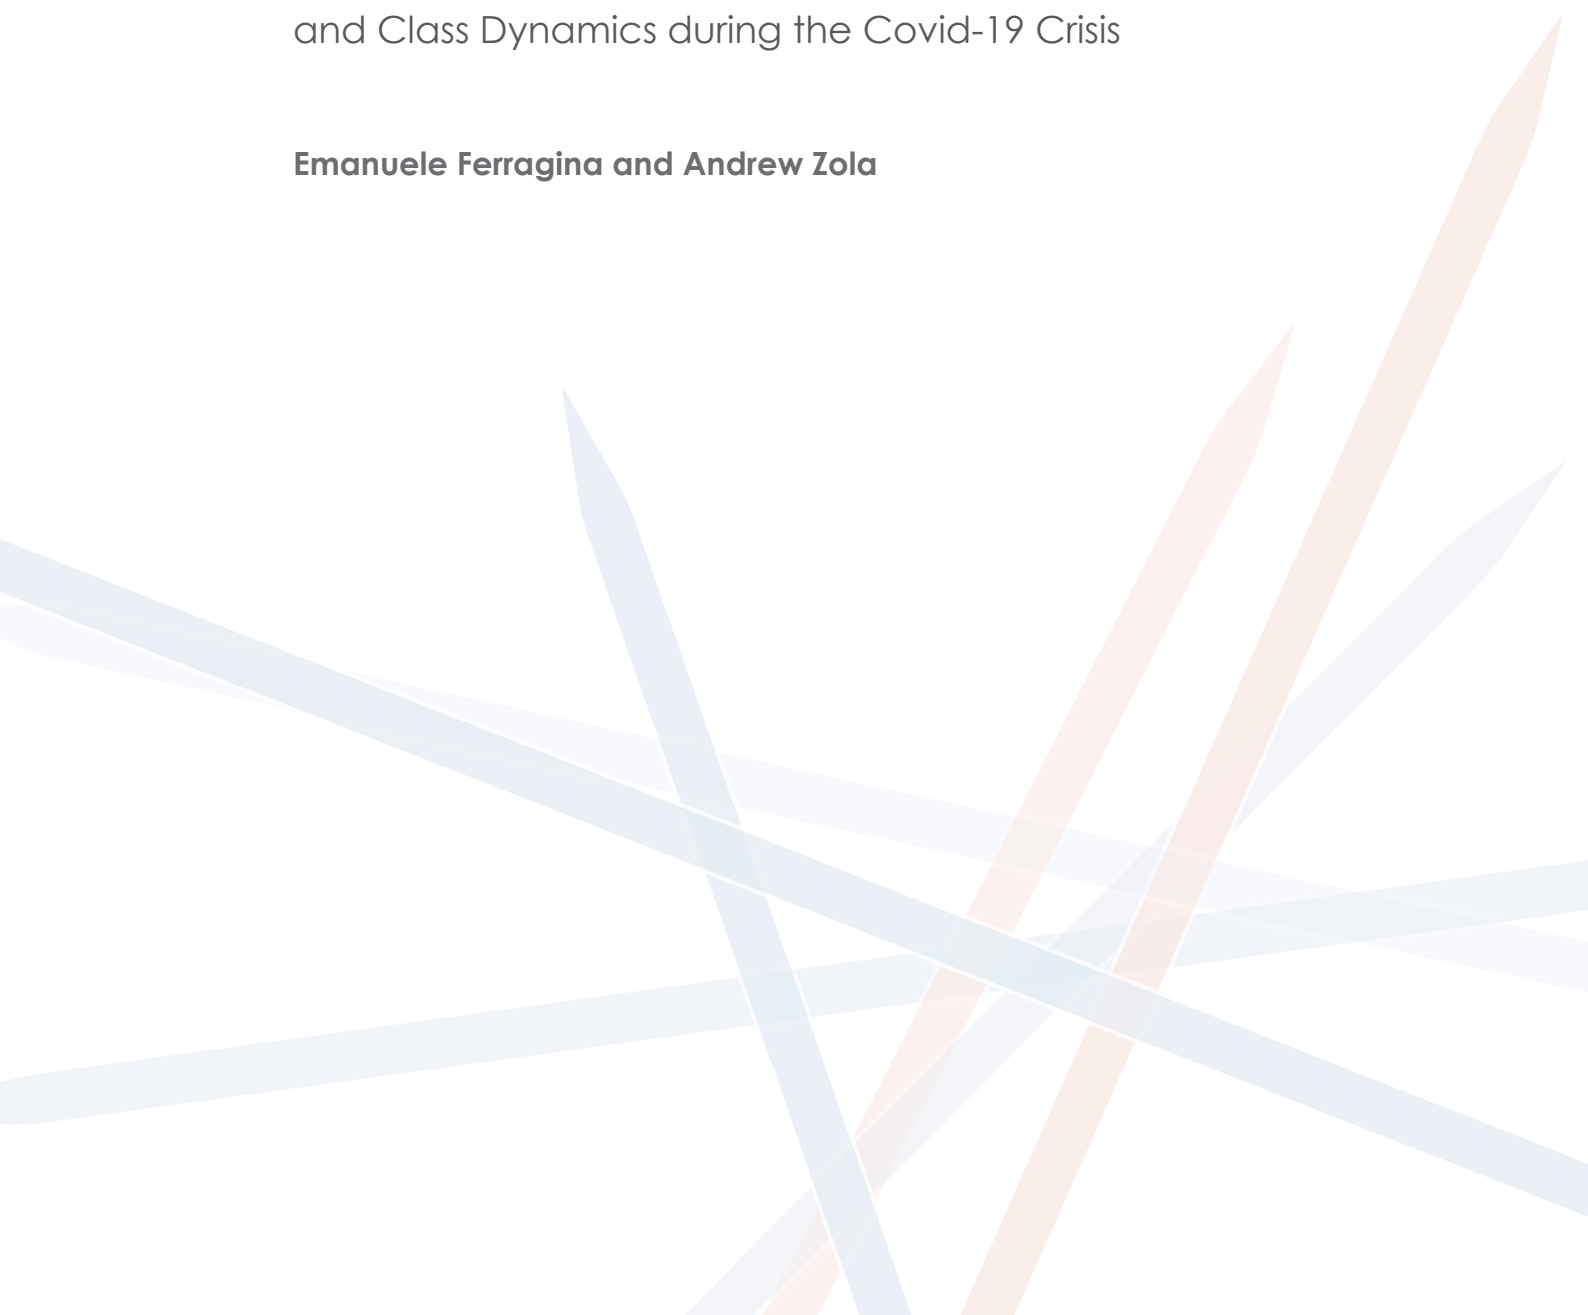 and Class Dynamics during the Covid-19 Crisis
Emanuele Ferragina and Andrew Zola